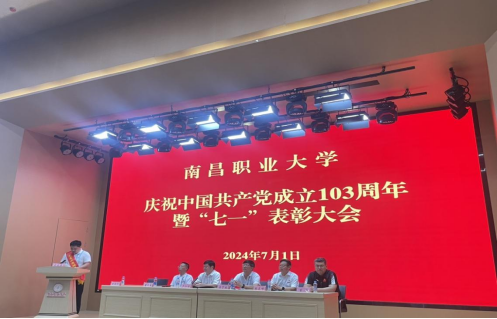 南昌职业大学
庆祝中国共产党成立103周年
暨“七一”表彰大会
2024年7月1日